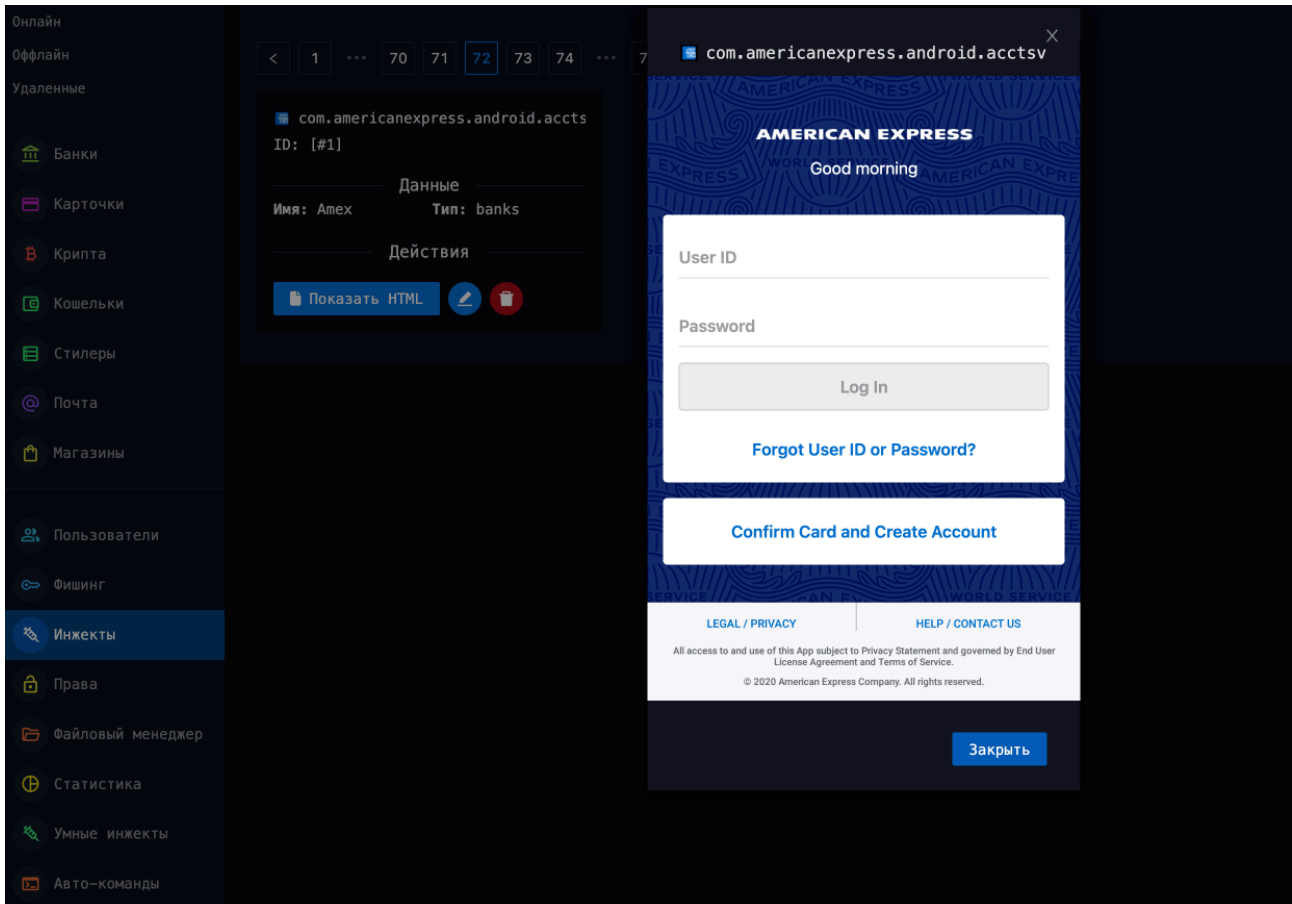 Онлайн
Оффлайн
Удаленные
Банки
Карточки
Крипта
Кошельки
Стилеры
Почта
Магазины
Пользователи
Фишинг
Инжекты
Права
Файловый менеджер
Статистика
Умные инжекты
Авто-команды
< 1 ••• 70 71 72 73 74 ••• 7
com.americanexpress.android.accts
ID: [#1]
Данные
Имя: Amex Тип: banks
Действия
Показать HTML
com.americanexpress.android.acctsv
AMERICAN EXPRESS
Good morning
User ID
Password
Log In
Forgot User ID or Password?
Confirm Card and Create Account
LEGAL / PRIVACY HELP / CONTACT US
All access to and use of this App subject to Privacy Statement and governed by End User
License Agreement and Terms of Service.
© 2020 American Express Company. All rights reserved.
Закрыть